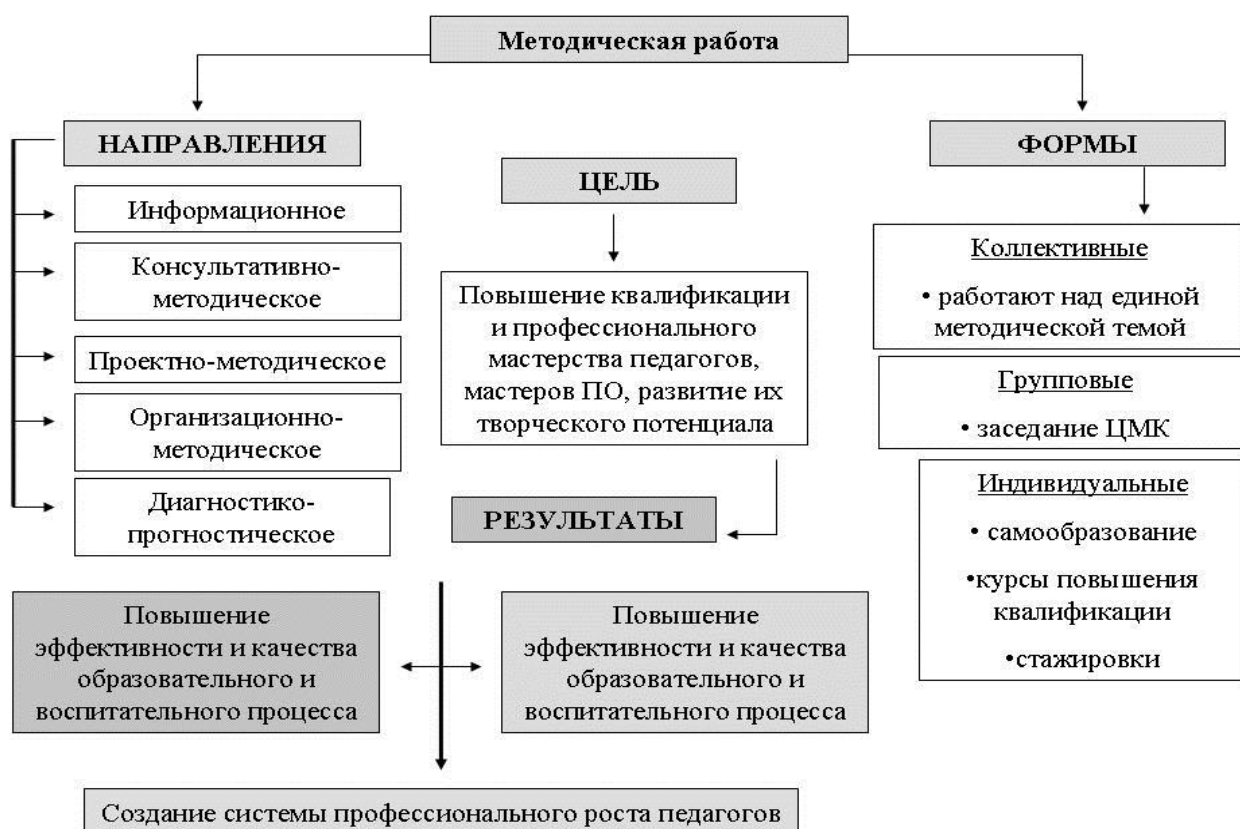 Методическая работа
НАПРАВЛЕНИЯ
Информационное
Консультативно-
методическое
Проектно-методическое
Организационно-
методическое
Диагностико-
прогностическое
ЦЕЛЬ
Повышение квалификации
и профессионального
мастерства педагогов,
мастеров ПО, развитие их
творческого потенциала
РЕЗУЛЬТАТЫ
ФОРМЫ
Коллективные
• работают над единой
методической темой
Групповые
• заседание ЦМК
Индивидуальные
• самообразование
•курсы повышения
квалификации
•стажировки
Повышение
эффективности и качества
образовательного и
воспитательного процесса
Повышение
эффективности и качества
образовательного и
воспитательного процесса
Создание системы профессионального роста педагогов